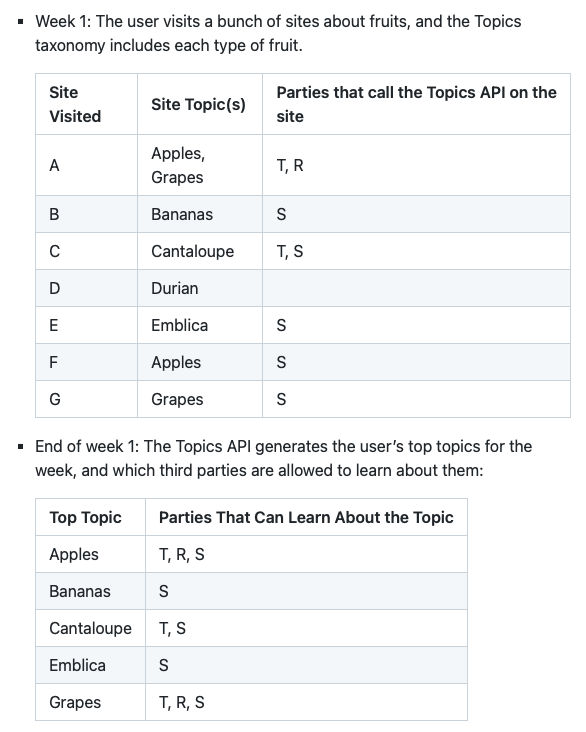 Week 1: The user visits a bunch of sites about fruits, and the Topics
taxonomy includes each type of fruit.
Site
Visited
Site Topic(s)
Parties that call the Topics API on the
site
A
Apples,
Grapes
T, R
B
Bananas
S
C
Cantaloupe
T, S
D
Durian
E
Emblica
S
F
Apples
S
G
Grapes
S
End of week 1: The Topics API generates the user’s top topics for the
week, and which third parties are allowed to learn about them:
Top Topic
Parties That Can Learn About the Topic
Apples
T, R, S
Bananas
S
Cantaloupe
T, S
Emblica
S
Grapes
T, R, S